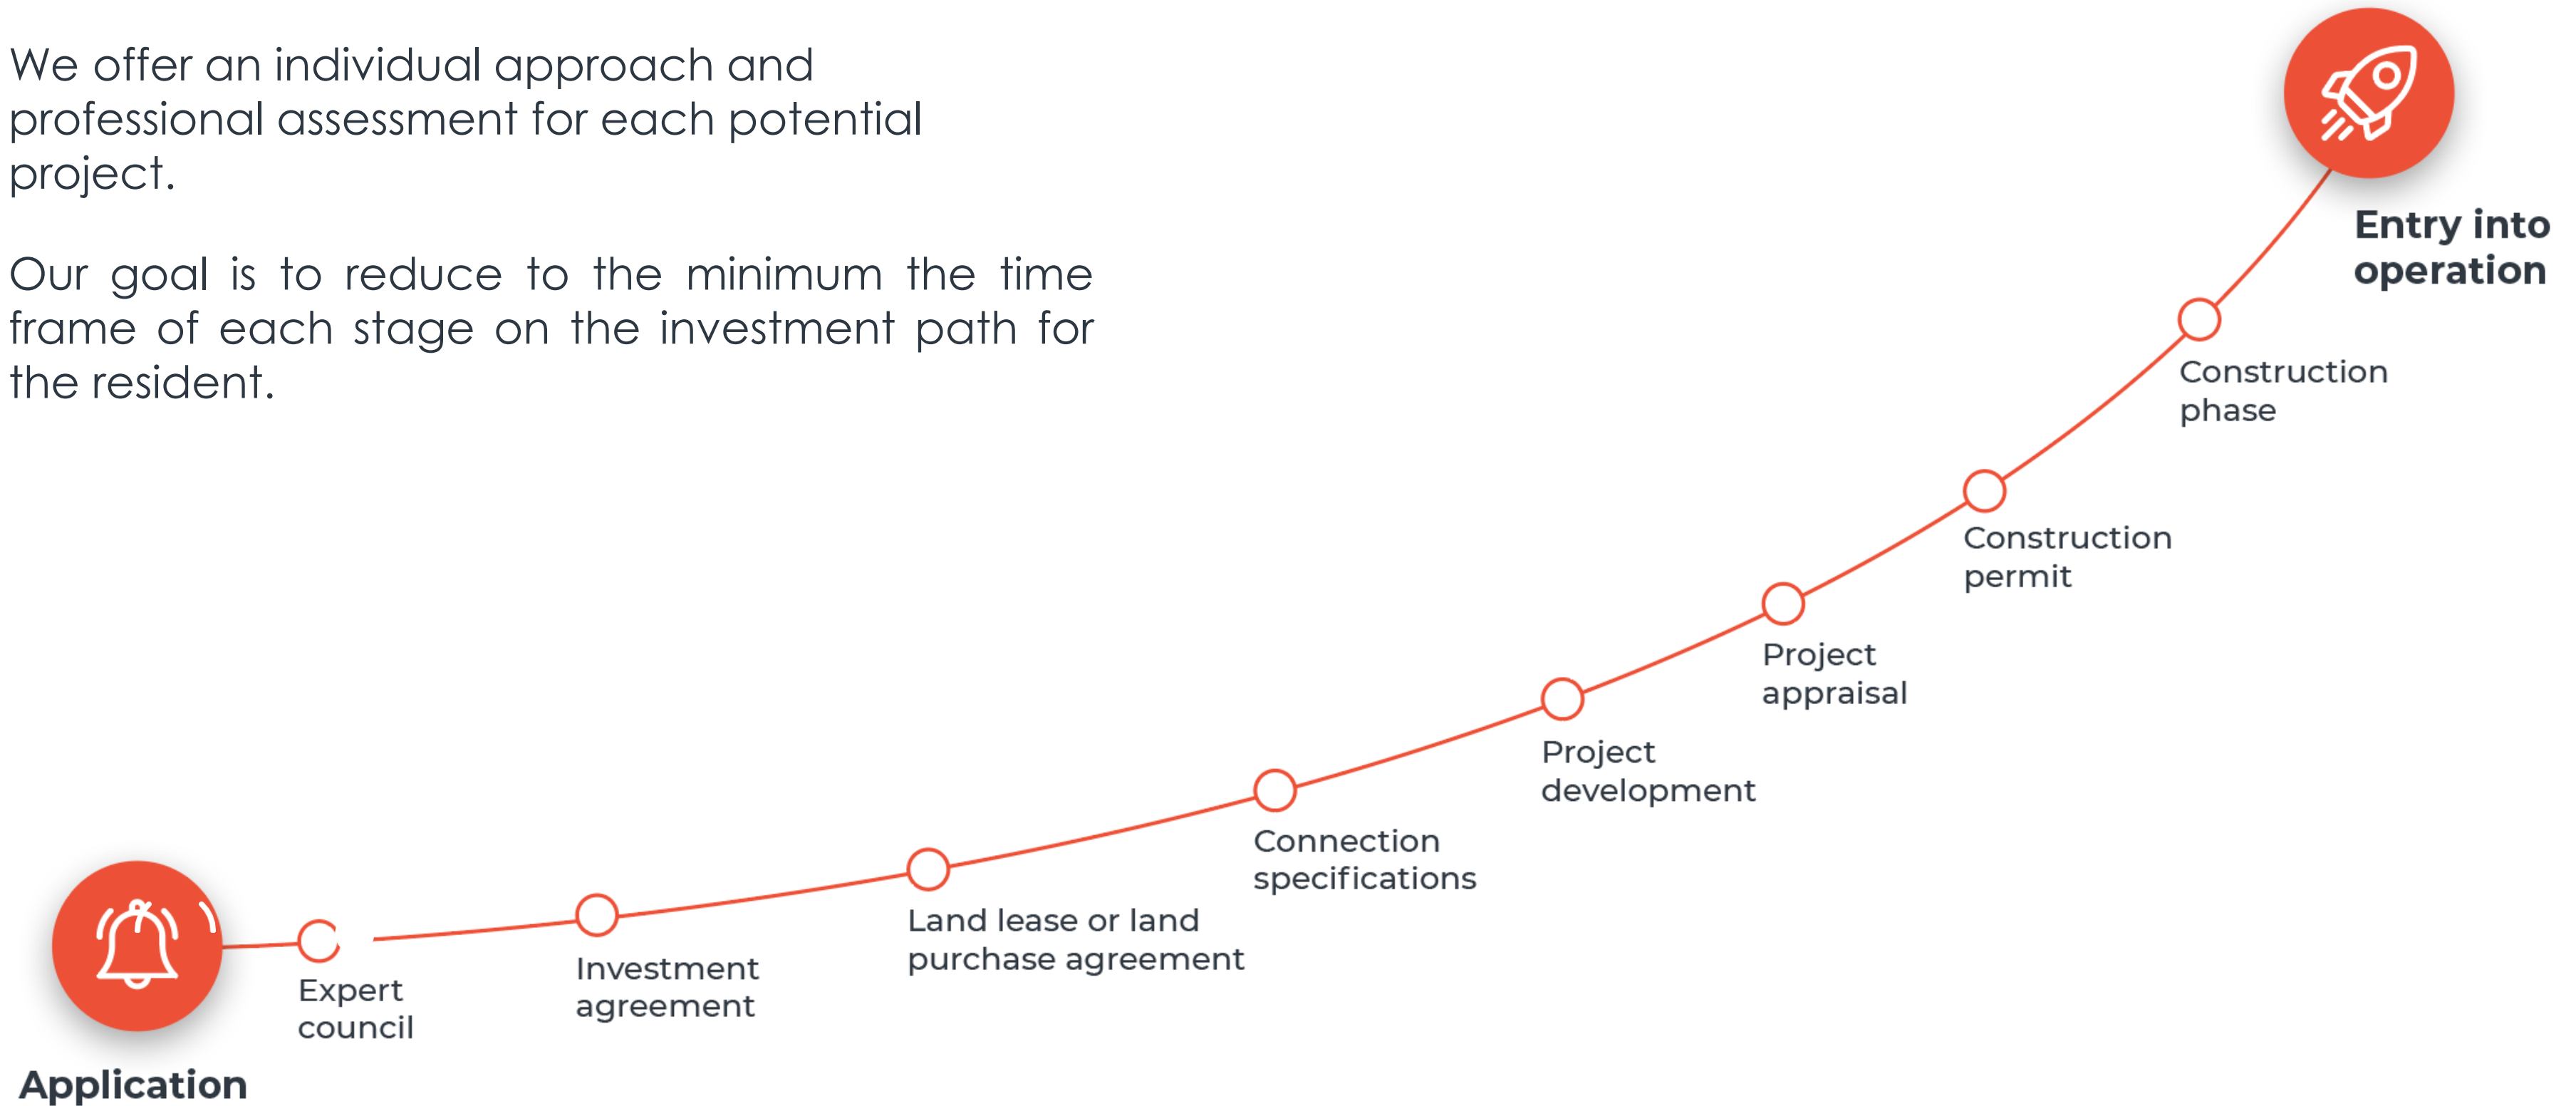 We offer an individual approach and
professional assessment for each potential
project.
Our goal is to reduce to the minimum the time
frame of each stage on the investment path for
the resident.
Application
Expert
council
Investment
agreement
Land lease or land
purchase agreement
Connection
specifications
Project
development
Project
appraisal
Construction
permit
Construction
phase
Entry into
operation